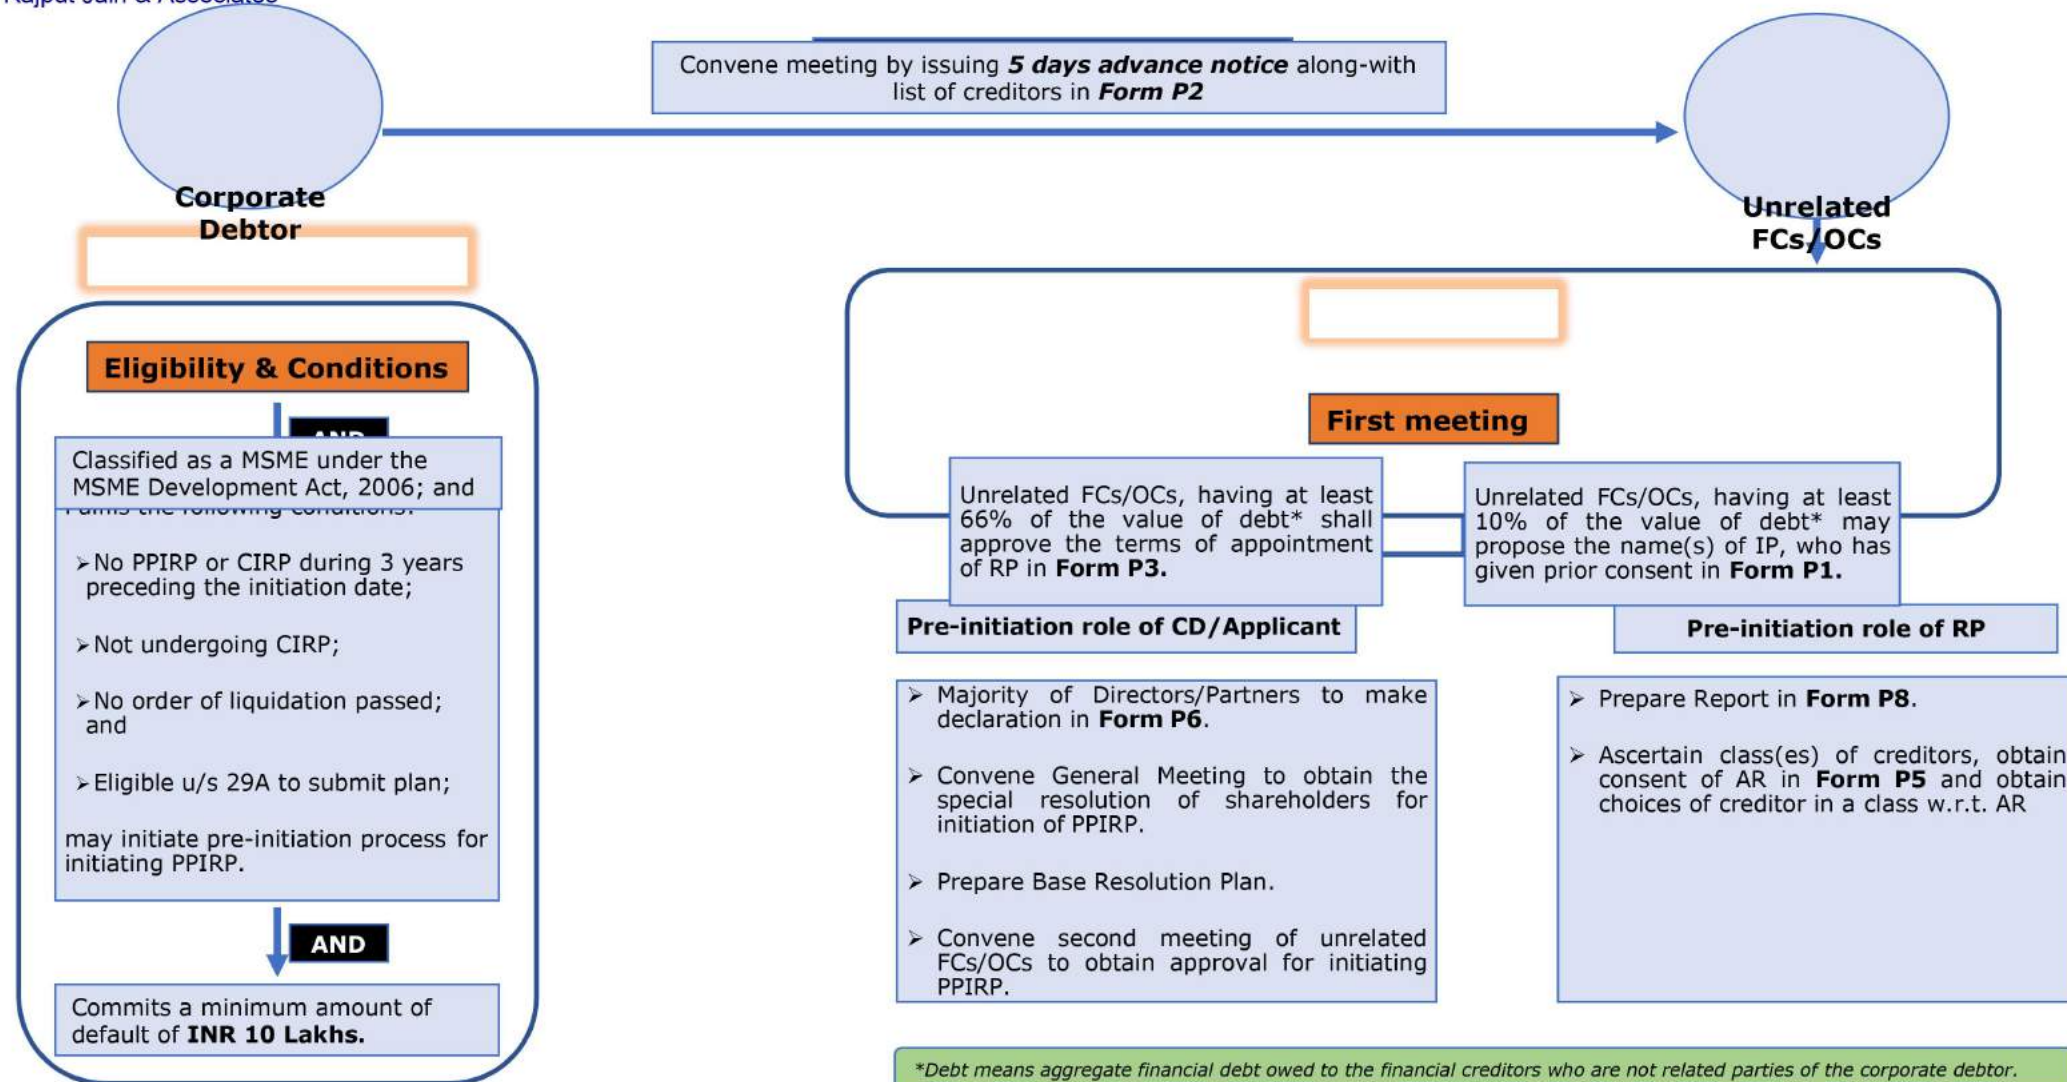 Rajput Jain & Associates
Convene meeting by issuing 5 days advance notice along-with
list of creditors in Form P2
Corporate
Debtor
Unrelated
FCs/OCs
Eligibility & Conditions
AND
Classified as a MSME under the
MSME Development Act, 2006; and
the following conditions:
➢No PPIRP or CIRP during 3 years
preceding the initiation date;
➢Not undergoing CIRP;
➢No order of liquidation passed;
and
➢Eligible u/s 29A to submit plan;
may initiate pre-initiation process for
initiating PPIRP.
AND
Commits a minimum amount of
default of INR 10 Lakhs.
First meeting
Unrelated FCs/OCs, having at least
66% of the value of debt* shall
approve the terms of appointment
of RP in Form P3.
Unrelated FCs/OCs, having at least
10% of the value of debt* may
propose the name(s) of IP, who has
given prior consent in Form P1.
Pre-initiation role of CD/Applicant
➢ Majority of Directors/Partners to make
declaration in Form P6.
➢ Convene General Meeting to obtain the
special resolution of shareholders for
initiation of PPIRP.
➢ Prepare Base Resolution Plan.
➢ Convene second meeting of unrelated
FCs/OCs to obtain approval for initiating
PPIRP.
Pre-initiation role of RP
➢ Prepare Report in Form P8.
➢ Ascertain class(es) of creditors, obtain
consent of AR in Form P5 and obtain
choices of creditor in a class w.r.t. AR
*Debt means aggregate financial debt owed to the financial creditors who are not related parties of the corporate debtor.